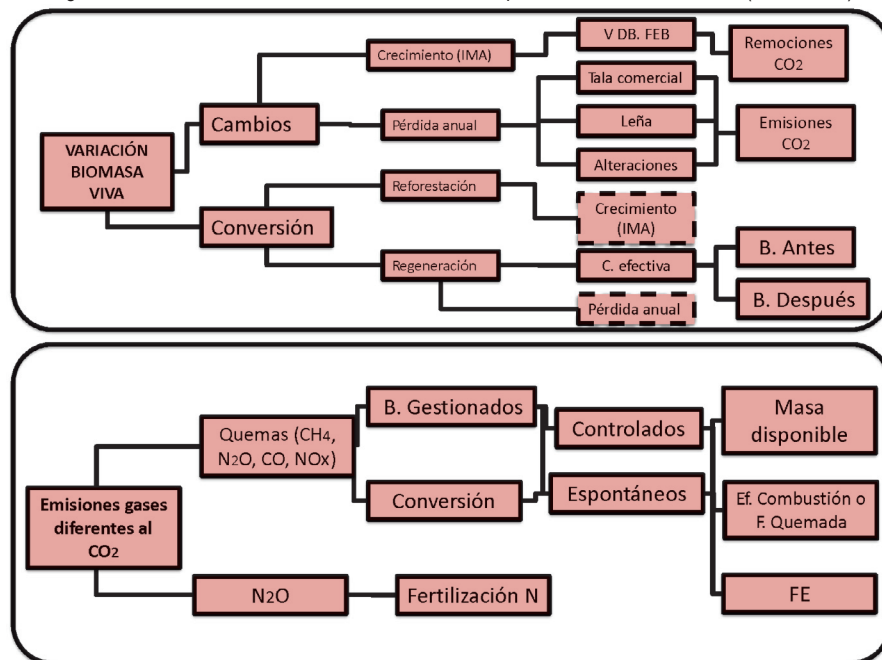 V DB. FEB
Remociones
CO2
Crecimiento (IMA)
Tala comercial
Cambios
Pérdida anual
Leña
Emisiones
CO2
VARIACIÓN
BIOMASA
VIVA
Alteraciones
Reforestación
Crecimiento
(IMA)
Conversión
B. Antes
Regeneración
C. efectiva
Pérdida anual
B. Después
B. Gestionados
Masa
disponible
Quemas (CH4,
N2O, CO, NOx)
Controlados
Conversión
Espontáneos
Ef. Combustión o
F. Quemada
Emisiones gases
diferentes al
CO2
N2O
Fertilización N
FE